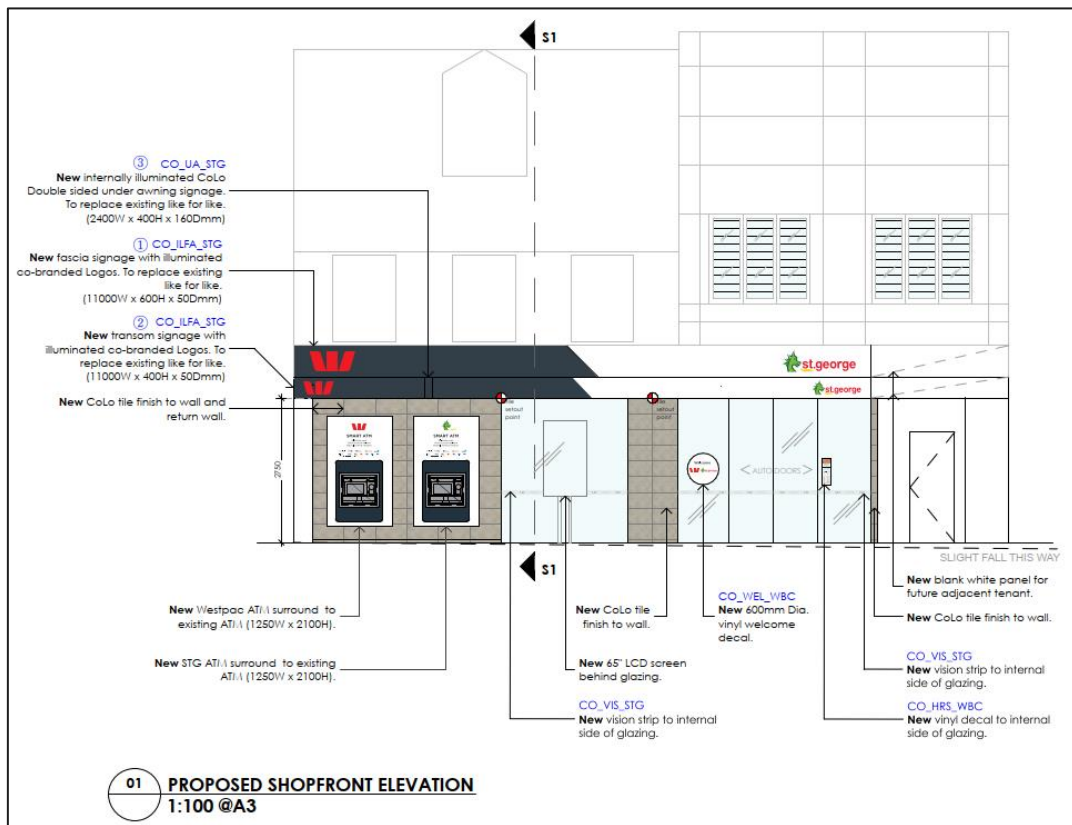 S1
③ CO_UA_STG
New internally illuminated CoLo
Double sided under awning signage.
To replace existing like for like.
(2400W x 400H x 160Dmm)
① CO_ILFA_STG
New fascia signage with illuminated
co-branded Logos. To replace existing
like for like.
(11000W x 600H x 50Dmm)
② CO_ILFA_STG
New transom signage with
illuminated co-branded Logos. To
replace existing like for like.
(11000W x 400H x 50Dmm)
New CoLo tile finish to wall and
return wall.
st.george
st.george
setout
point
setout
point
SMART ATM
SMART ATM
2750
<AUTO DOORS>
SLIGHT FALL THIS WAY
S1
New Westpac ATM surround to
existing ATM (1250W x 2100H).
New STG ATM surround to existing
ATM (1250W x 2100H).
New CoLo tile
finish to wall.
New 65" LCD screen
behind glazing.
CO_VIS_STG
New vision strip to internal
side of glazing.
CO_WEL_WBC
New 600mm Dia.
vinyl welcome
decal.
New blank white panel for
future adjacent tenant.
New CoLo tile finish to wall.
CO_VIS_STG
New vision strip to internal
side of glazing.
CO_HRS_WBC
New vinyl decal to internal
side of glazing.
01 PROPOSED SHOPFRONT ELEVATION
1:100 @A3